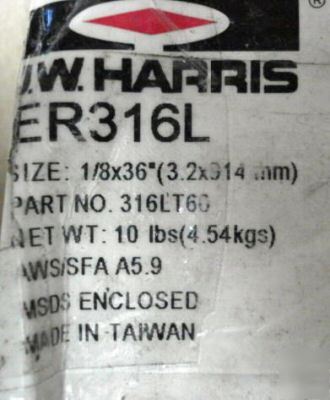 ®
J.W. HARRIS
ER316L
SIZE: 1/8x36"(3.2x914 mm)
PART NO. 316LT60
NET WT: 10 lbs(4.54kgs)
AWS/SFA A5.9
MSDS ENCLOSED
MADE IN TAIWAN